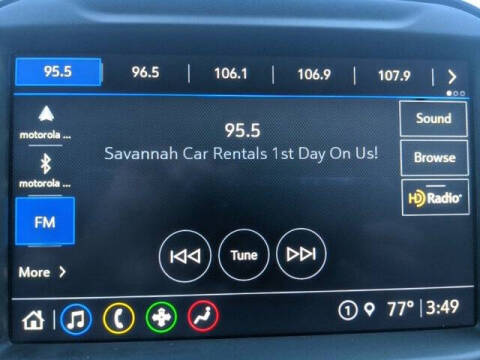 95.5 96.5 106.1 106.9 107.9
motorola ...
motorola ...
FM
More
95.5
Savannah Car Rentals 1st Day On Us!
Tune
Sound
Browse
HD Radio
1 77° 3:49